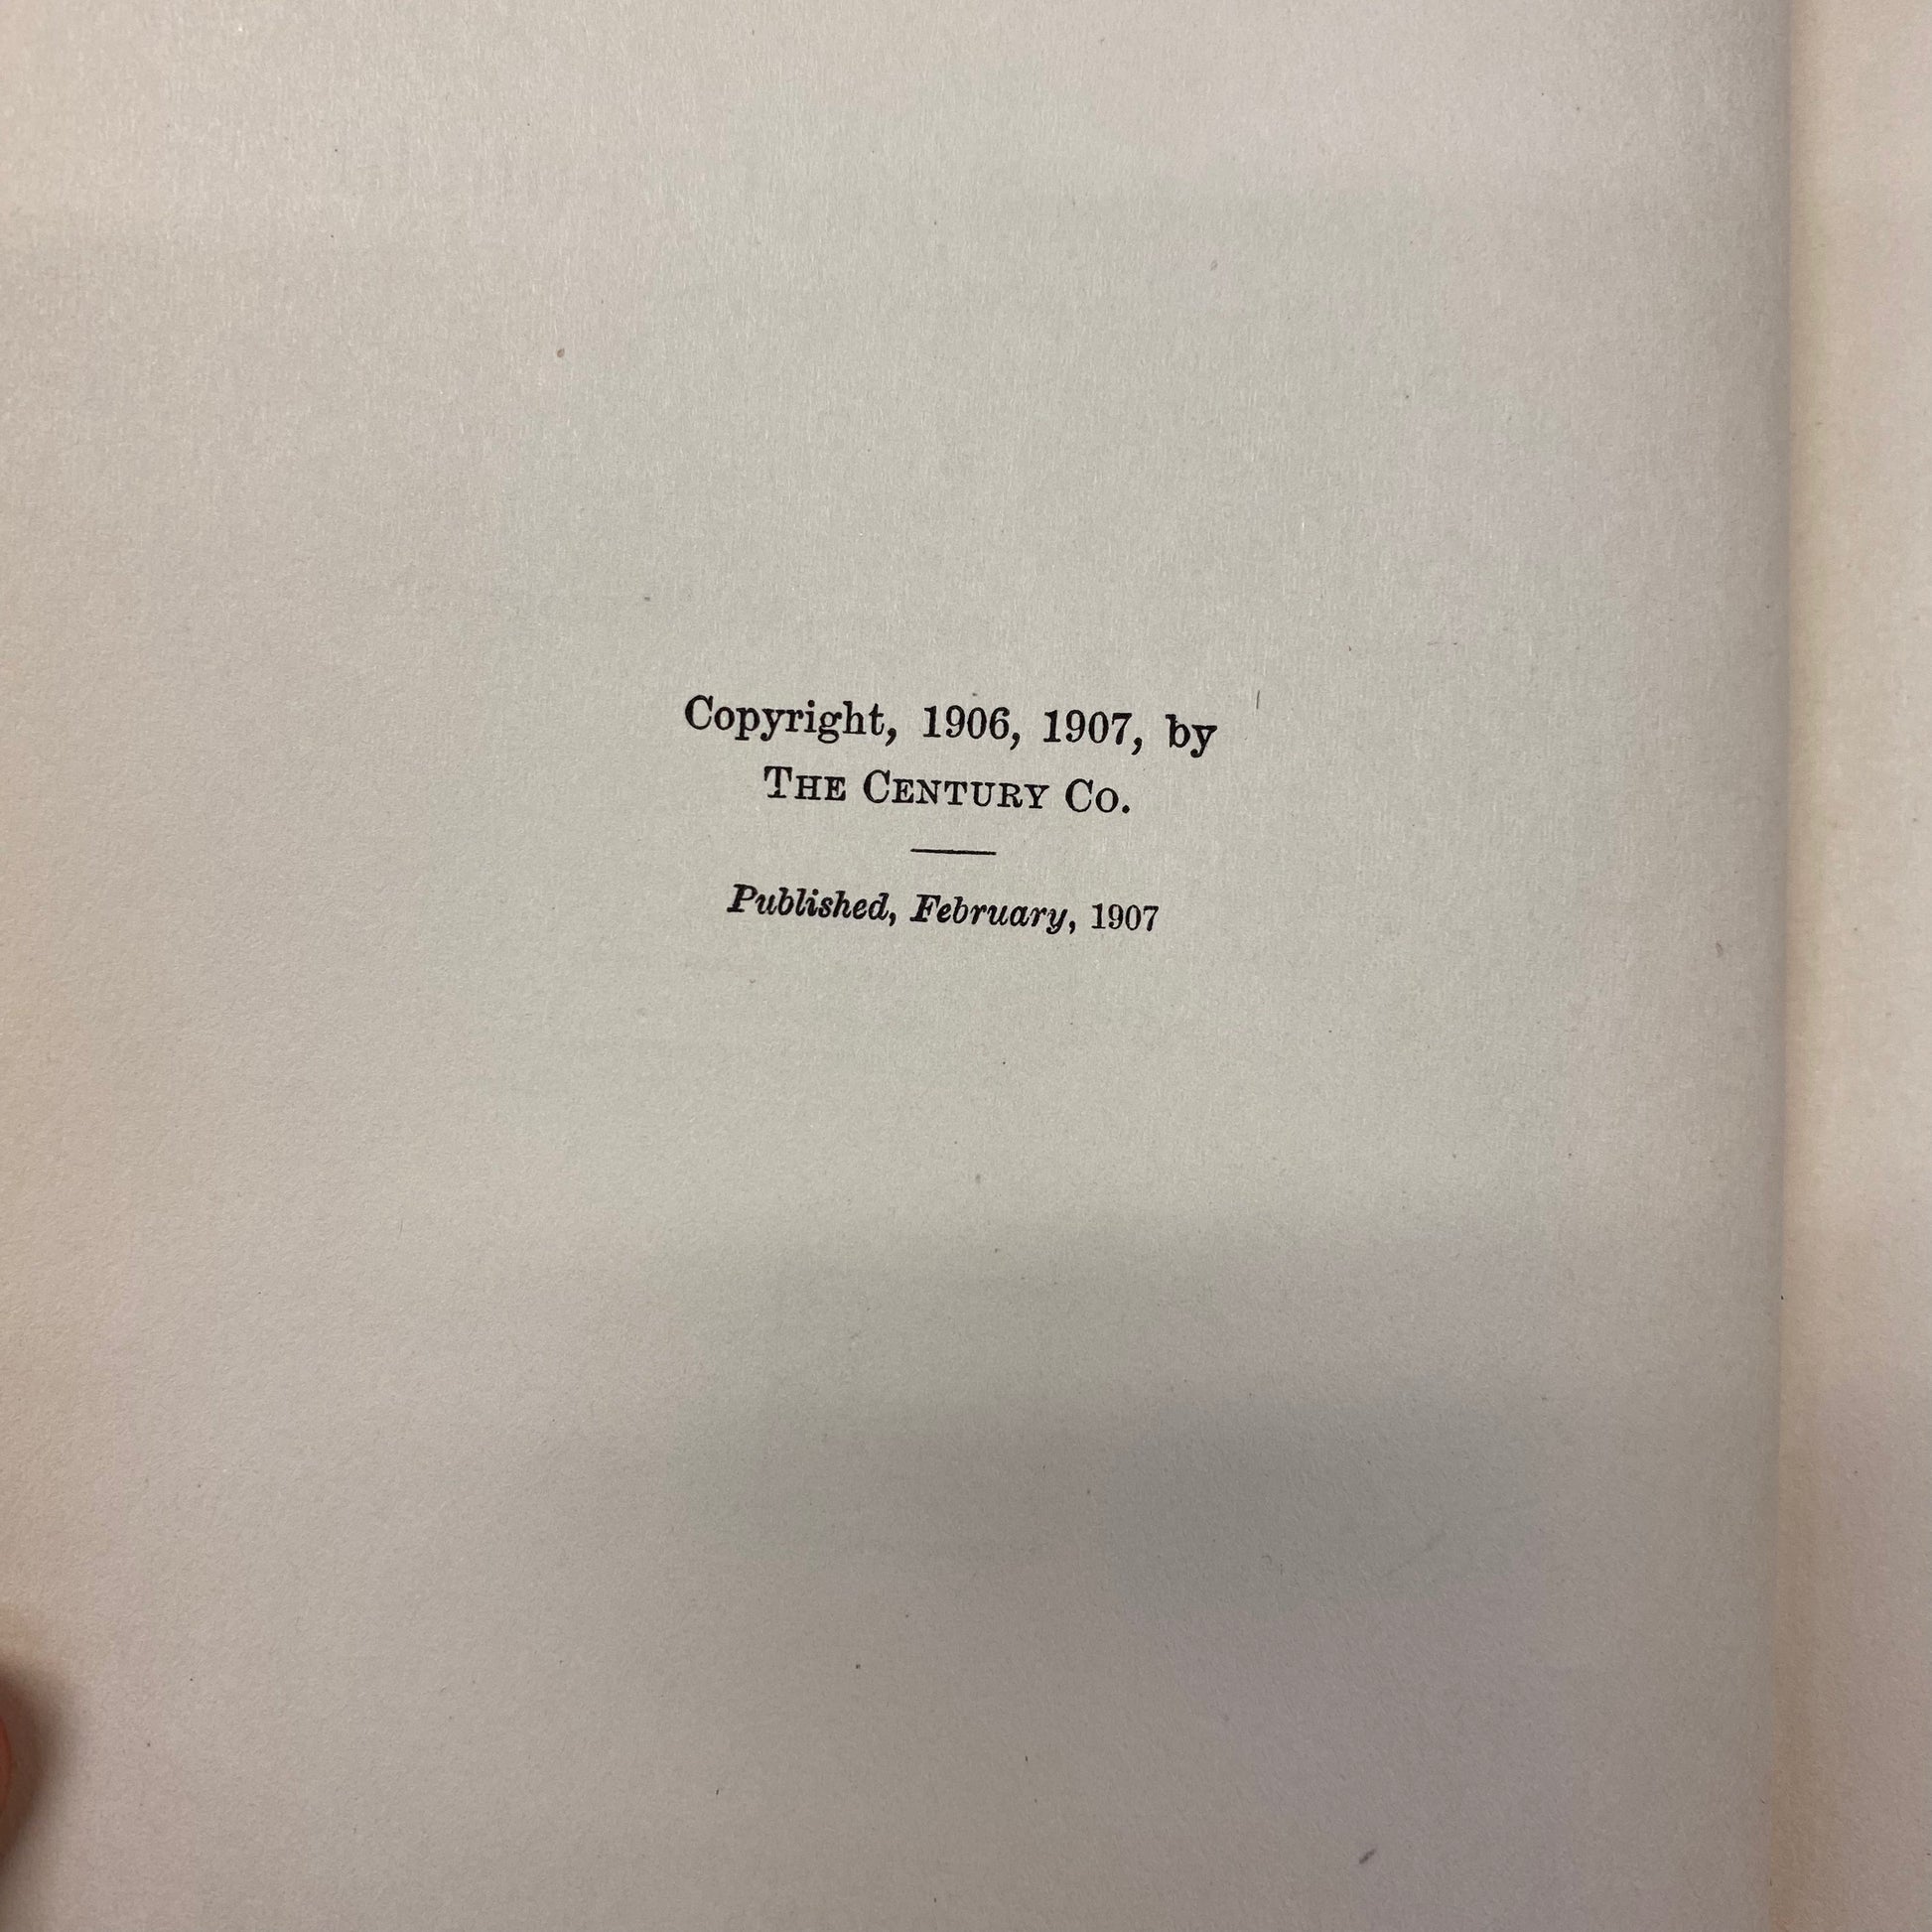 Copyright, 1906, 1907, by
THE CENTURY CO.
Published, February, 1907